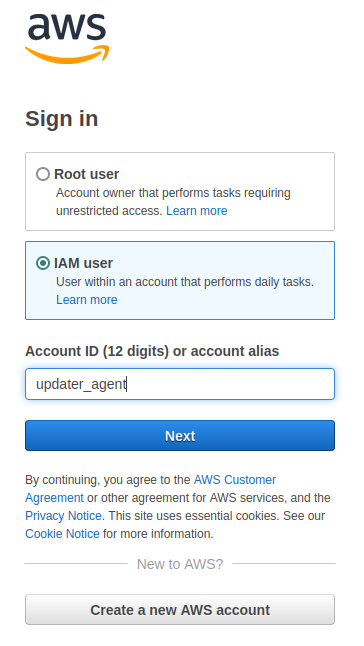 aws
Sign in
Root user
Account owner that performs tasks requiring
unrestricted access. Learn more
IAM user
User within an account that performs daily tasks.
Learn more
Account ID (12 digits) or account alias
updater_agent
Next
By continuing, you agree to the AWS Customer
Agreement or other agreement for AWS services, and the
Privacy Notice. This site uses essential cookies. See our
Cookie Notice for more information.
New to AWS?
Create a new AWS account